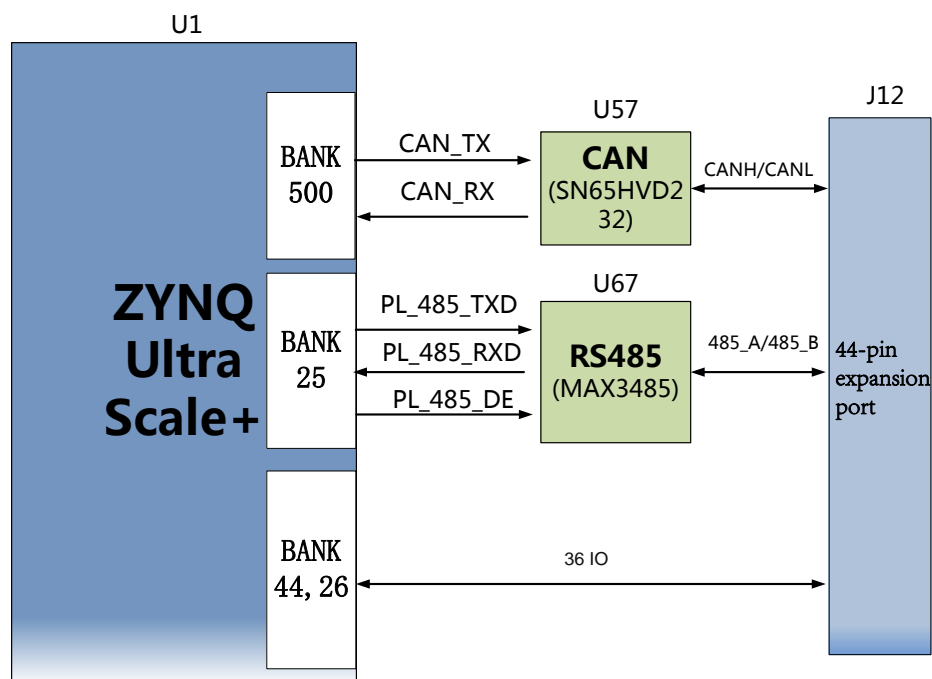 U1
BANK
500
CAN_TX
CAN_RX
U57
CAN
(SN65HVD2
32)
CANH/CANL
J12
ZYNQ
Ultra
Scale+
BANK
25
PL_485_TXD
PL_485_RXD
PL_485_DE
U67
RS485
(MAX3485)
485_A/485_B
44-pin
expansion
port
BANK
44, 26
36 IO